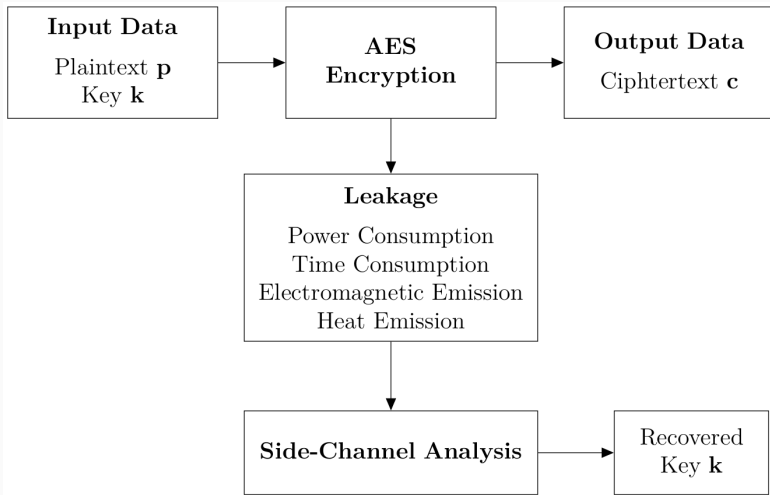 Input Data
Plaintext p
Key k
AES
Encryption
Output Data
Ciphtertext c
Leakage
Power Consumption
Time Consumption
Electromagnetic Emission
Heat Emission
Side-Channel Analysis
Recovered
Key k